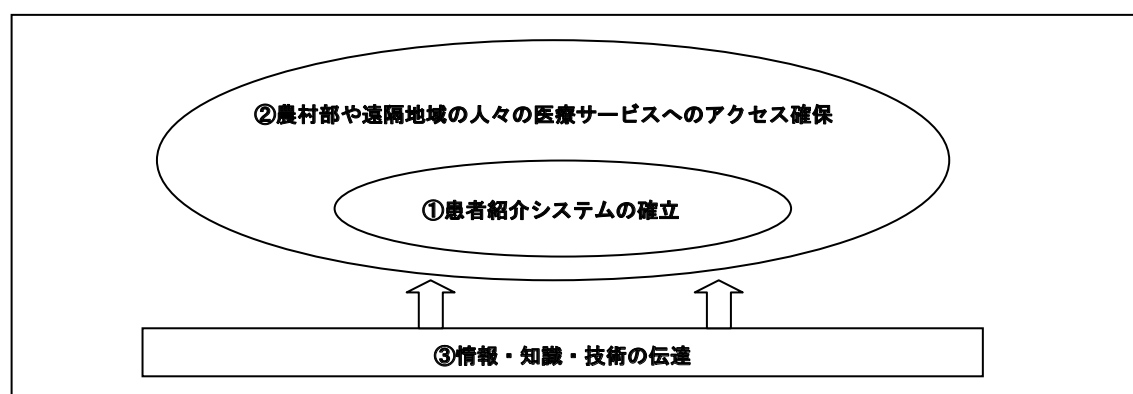 ②農村部や遠隔地域の人々の医療サービスへのアクセス確保
①患者紹介システムの確立
③情報・知識・技術の伝達